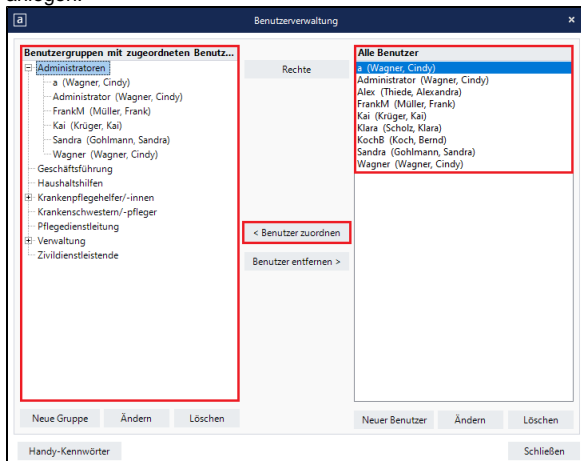 anlegen.
a Benutzerverwaltung ×
Benutzergruppen mit zugeordneten Benutz...
Administratoren
a (Wagner, Cindy)
Administrator (Wagner, Cindy)
FrankM (Müller, Frank)
Kai (Krüger, Kai)
Sandra (Gohlmann, Sandra)
Wagner (Wagner, Cindy)
Geschäftsführung
Haushaltshilfen
Krankenpflegehelfer/-innen
Krankenschwestern/-pfleger
Pflegedienstleitung
Verwaltung
Zivildienstleistende
Neue Gruppe Ändern Löschen
Rechte
< Benutzer zuordnen
Benutzer entfernen >
Alle Benutzer
a (Wagner, Cindy)
Administrator (Wagner, Cindy)
Alex (Thiede, Alexandra)
FrankM (Müller, Frank)
Kai (Krüger, Kai)
Klara (Scholz, Klara)
KochB (Koch, Bernd)
Sandra (Gohlmann, Sandra)
Wagner (Wagner, Cindy)
Neuer Benutzer Ändern Löschen
Handy-Kennwörter Schließen